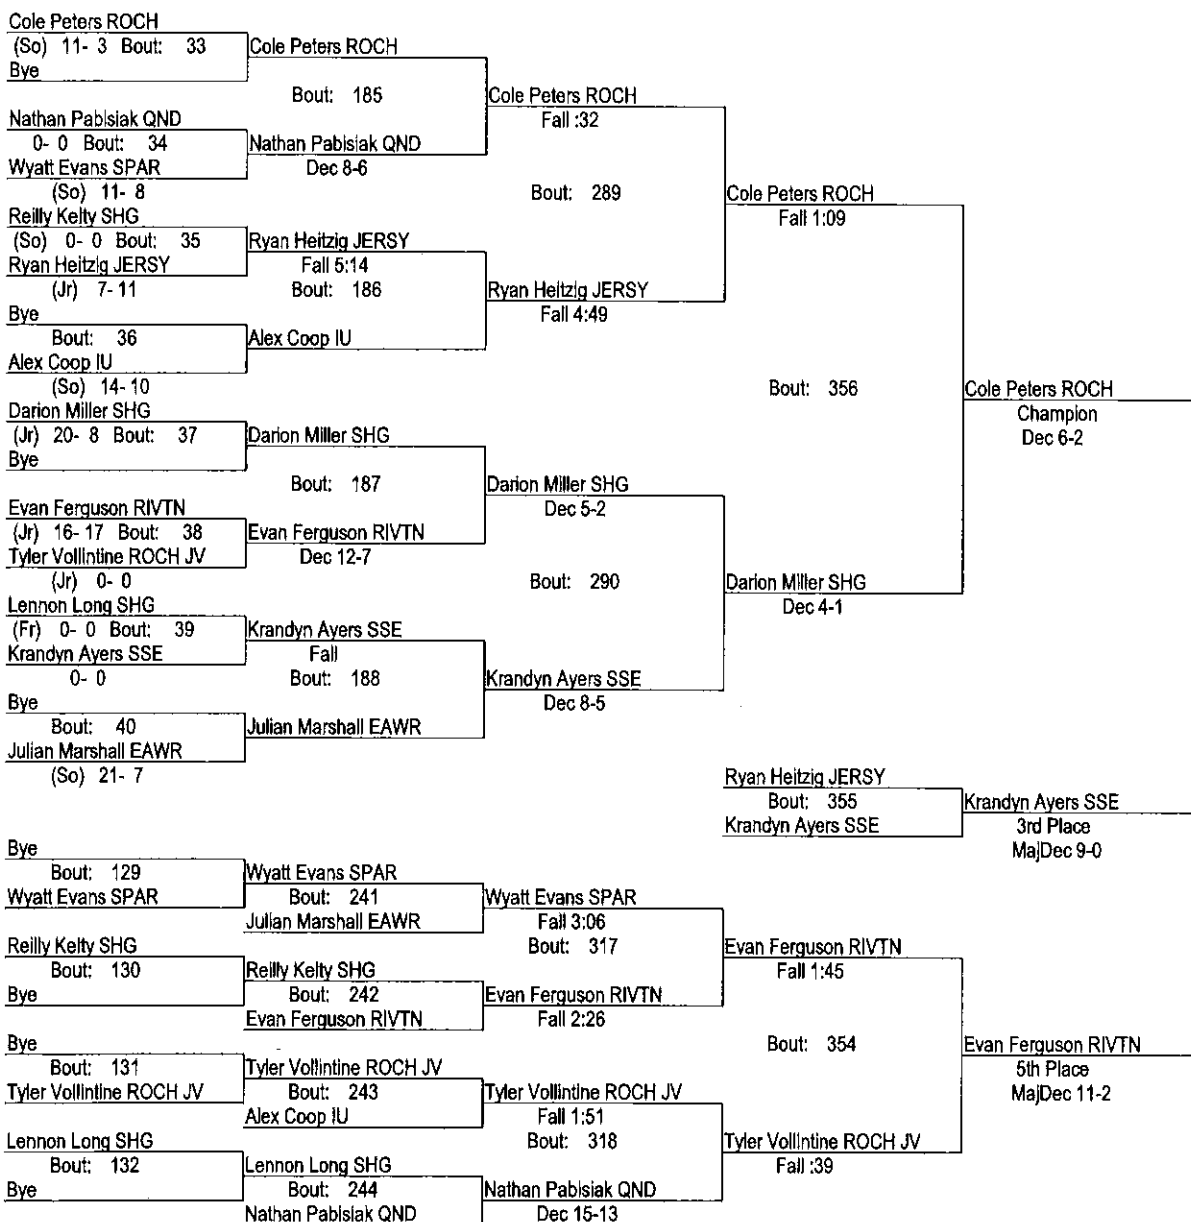 Cole Peters ROCH
(So) 11- 3 Bout: 33
Bye
Cole Peters ROCH
Bout: 185
Nathan Pabisiak QND
0- 0 Bout: 34
Wyatt Evans SPAR
(So) 11- 8
Nathan Pabisiak QND
Dec 8-6
Cole Peters ROCH
Fall :32
Bout: 289
Reilly Kelty SHG
(So) 0- 0 Bout: 35
Ryan Heitzig JERSY
(Jr) 7- 11
Ryan Heitzig JERSY
Fall 5:14
Bout: 186
Bye
Bout: 36
Alex Coop IU
(So) 14- 10
Alex Coop IU
Ryan Heitzig JERSY
Fall 4:49
Cole Peters ROCH
Fall 1:09
Bout: 356
Darion Miller SHG
(Jr) 20- 8 Bout: 37
Bye
Darion Miller SHG
Bout: 187
Evan Ferguson RIVTN
(Jr) 16- 17 Bout: 38
Tyler Vollintine ROCH JV
(Jr) 0- 0
Evan Ferguson RIVTN
Dec 12-7
Darion Miller SHG
Dec 5-2
Bout: 290
Lennon Long SHG
(Fr) 0- 0 Bout: 39
Krandyn Ayers SSE
0- 0
Krandyn Ayers SSE
Fall
Bout: 188
Bye
Bout: 40
Julian Marshall EAWR
(So) 21- 7
Julian Marshall EAWR
Krandyn Ayers SSE
Dec 8-5
Darion Miller SHG
Dec 4-1
Cole Peters ROCH
Champion
Dec 6-2
Ryan Heitzig JERSY
Bout: 355
Krandyn Ayers SSE
Krandyn Ayers SSE
3rd Place
MajDec 9-0
Bye
Bout: 129
Wyatt Evans SPAR
Wyatt Evans SPAR
Bout: 241
Julian Marshall EAWR
Wyatt Evans SPAR
Fall 3:06
Bout: 317
Reilly Kelty SHG
Bout: 130
Bye
Reilly Kelty SHG
Bout: 242
Evan Ferguson RIVTN
Evan Ferguson RIVTN
Fall 2:26
Evan Ferguson RIVTN
Fall 1:45
Bout: 354
Bye
Bout: 131
Tyler Vollintine ROCH JV
Tyler Vollintine ROCH JV
Bout: 243
Alex Coop IU
Tyler Vollintine ROCH JV
Fall 1:51
Bout: 318
Lennon Long SHG
Bout: 132
Bye
Lennon Long SHG
Bout: 244
Nathan Pabisiak QND
Nathan Pabisiak QND
Dec 15-13
Tyler Vollintine ROCH JV
Fall :39
Evan Ferguson RIVTN
5th Place
MajDec 11-2